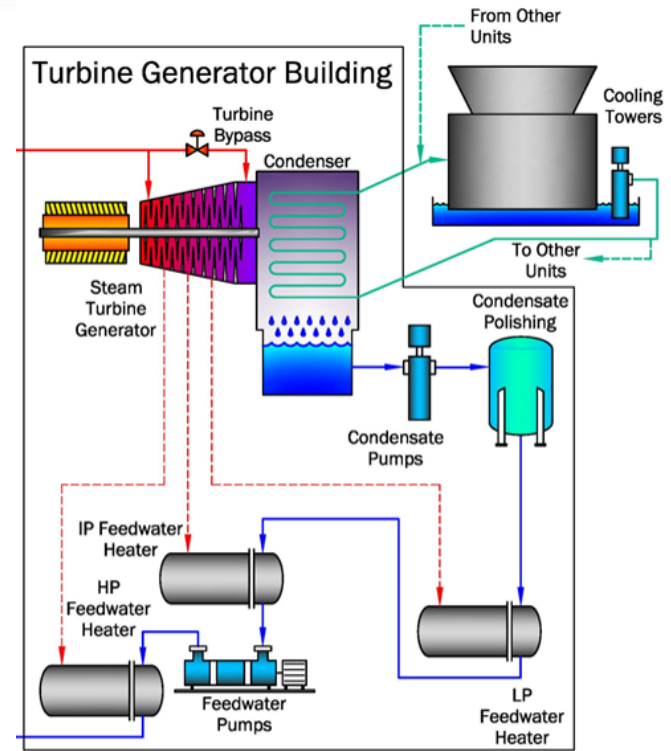 From Other
Units
Turbine Generator Building
Cooling
Towers
Turbine
Bypass
Condenser
To Other
Units
Steam
Turbine
Generator
Condensate
Polishing
Condensate
Pumps
IP Feedwater
Heater
HP
Feedwater
Heater
Feedwater
Pumps
LP
Feedwater
Heater